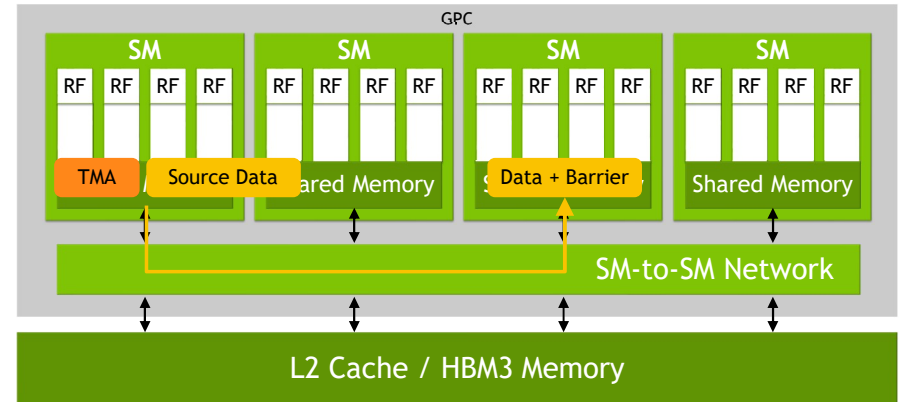 GPC
SM SM SM SM
RF RF RF RF RF RF RF RF RF RF RF RF RF RF RF RF
TMA Source Data ared Memory Data + Barrier Shared Memory
SM-to-SM Network
L2 Cache / HBM3 Memory